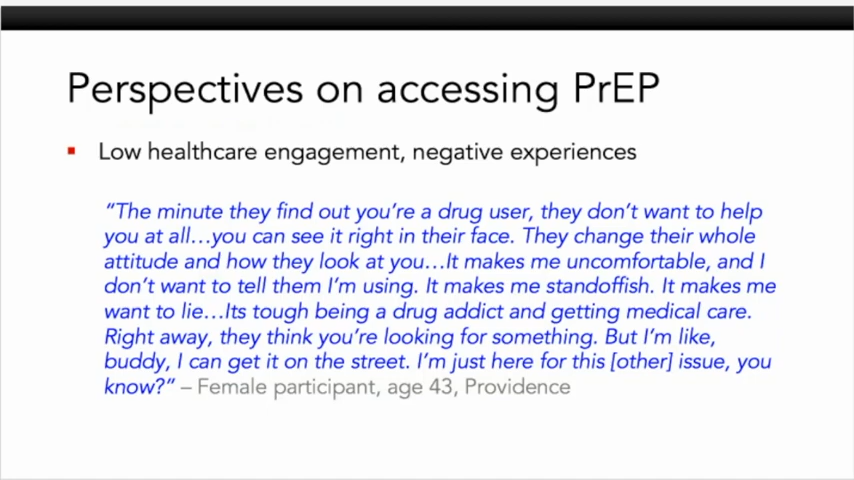 Perspectives on accessing PrEP
▪ Low healthcare engagement, negative experiences
“The minute they find out you’re a drug user, they don’t want to help
you at all…you can see it right in their face. They change their whole
attitude and how they look at you…It makes me uncomfortable, and I
don’t want to tell them I’m using. It makes me standoffish. It makes me
want to lie…Its tough being a drug addict and getting medical care.
Right away, they think you’re looking for something. But I’m like,
buddy, I can get it on the street. I’m just here for this [other] issue, you
know?” – Female participant, age 43, Providence